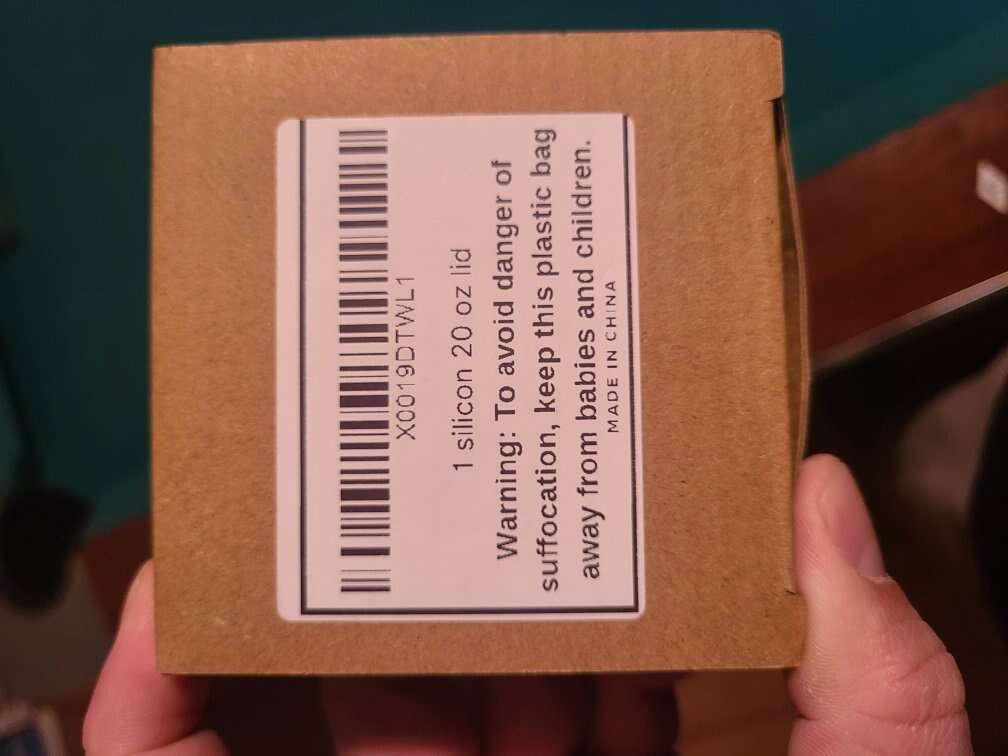 X0019DTWL1
1 silicon 20 oz lid
Warning: To avoid danger of
suffocation, keep this plastic bag
away from babies and children.
MADE IN CHINA